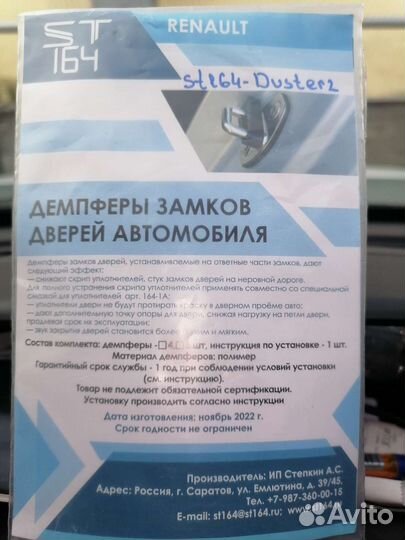 ST
164
RENAULT
st164-Duster2
ДЕМПФЕРЫ ЗАМКОВ
ДВЕРЕЙ АВТОМОБИЛЯ
Демпферы замков дверей, устанавливаемые на ответные части замков, дают
следующий эффект:
— снижают скрип уплотнителей, стук замков дверей на неровной дороге.
Для полного устранения скрипа уплотнителей применять совместно со специальной
смазкой для уплотнителей арт. 164-1А;
— уплотнители двери не будут протирать краску в дверном проёме авто;
— дают дополнительную точку опоры для двери, снижая нагрузку на петли двери,
продлевая срок их эксплуатации;
— звук закрытие дверей становится более и мягким.
Состав комплекта: демпферы - 4, шт, инструкция по установке - 1 шт.
Материал демпферов: полимер
Гарантийный срок службы - 1 год при соблюдении условий установки
(см. инструкцию).
Товар не подлежит обязательной сертификации.
Установку производить согласно инструкции
Дата изготовления: ноябрь 2022 г.
Срок годности не ограничен
Производитель: ИП Степкин А.С.
Адрес: Россия, г. Саратов, ул. Емлютина, д. 39/45.
Тел. +7-987-360-00-15
E-mail: st164@st164.ru; www.st164.
Avito